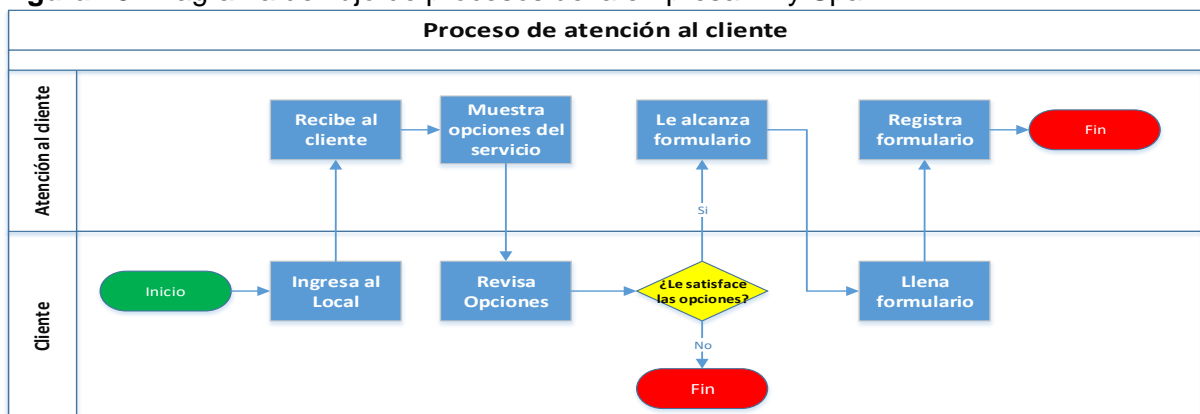 Proceso de atención al cliente
Atención al cliente
Recibe al
cliente
Muestra
opciones del
servicio
Le alcanza
formulario
Registra
formulario
Fin
Si
Cliente
Inicio
Ingresa al
Local
Revisa
Opciones
¿Le satisface
las opciones?
Llena
formulario
No
Fin